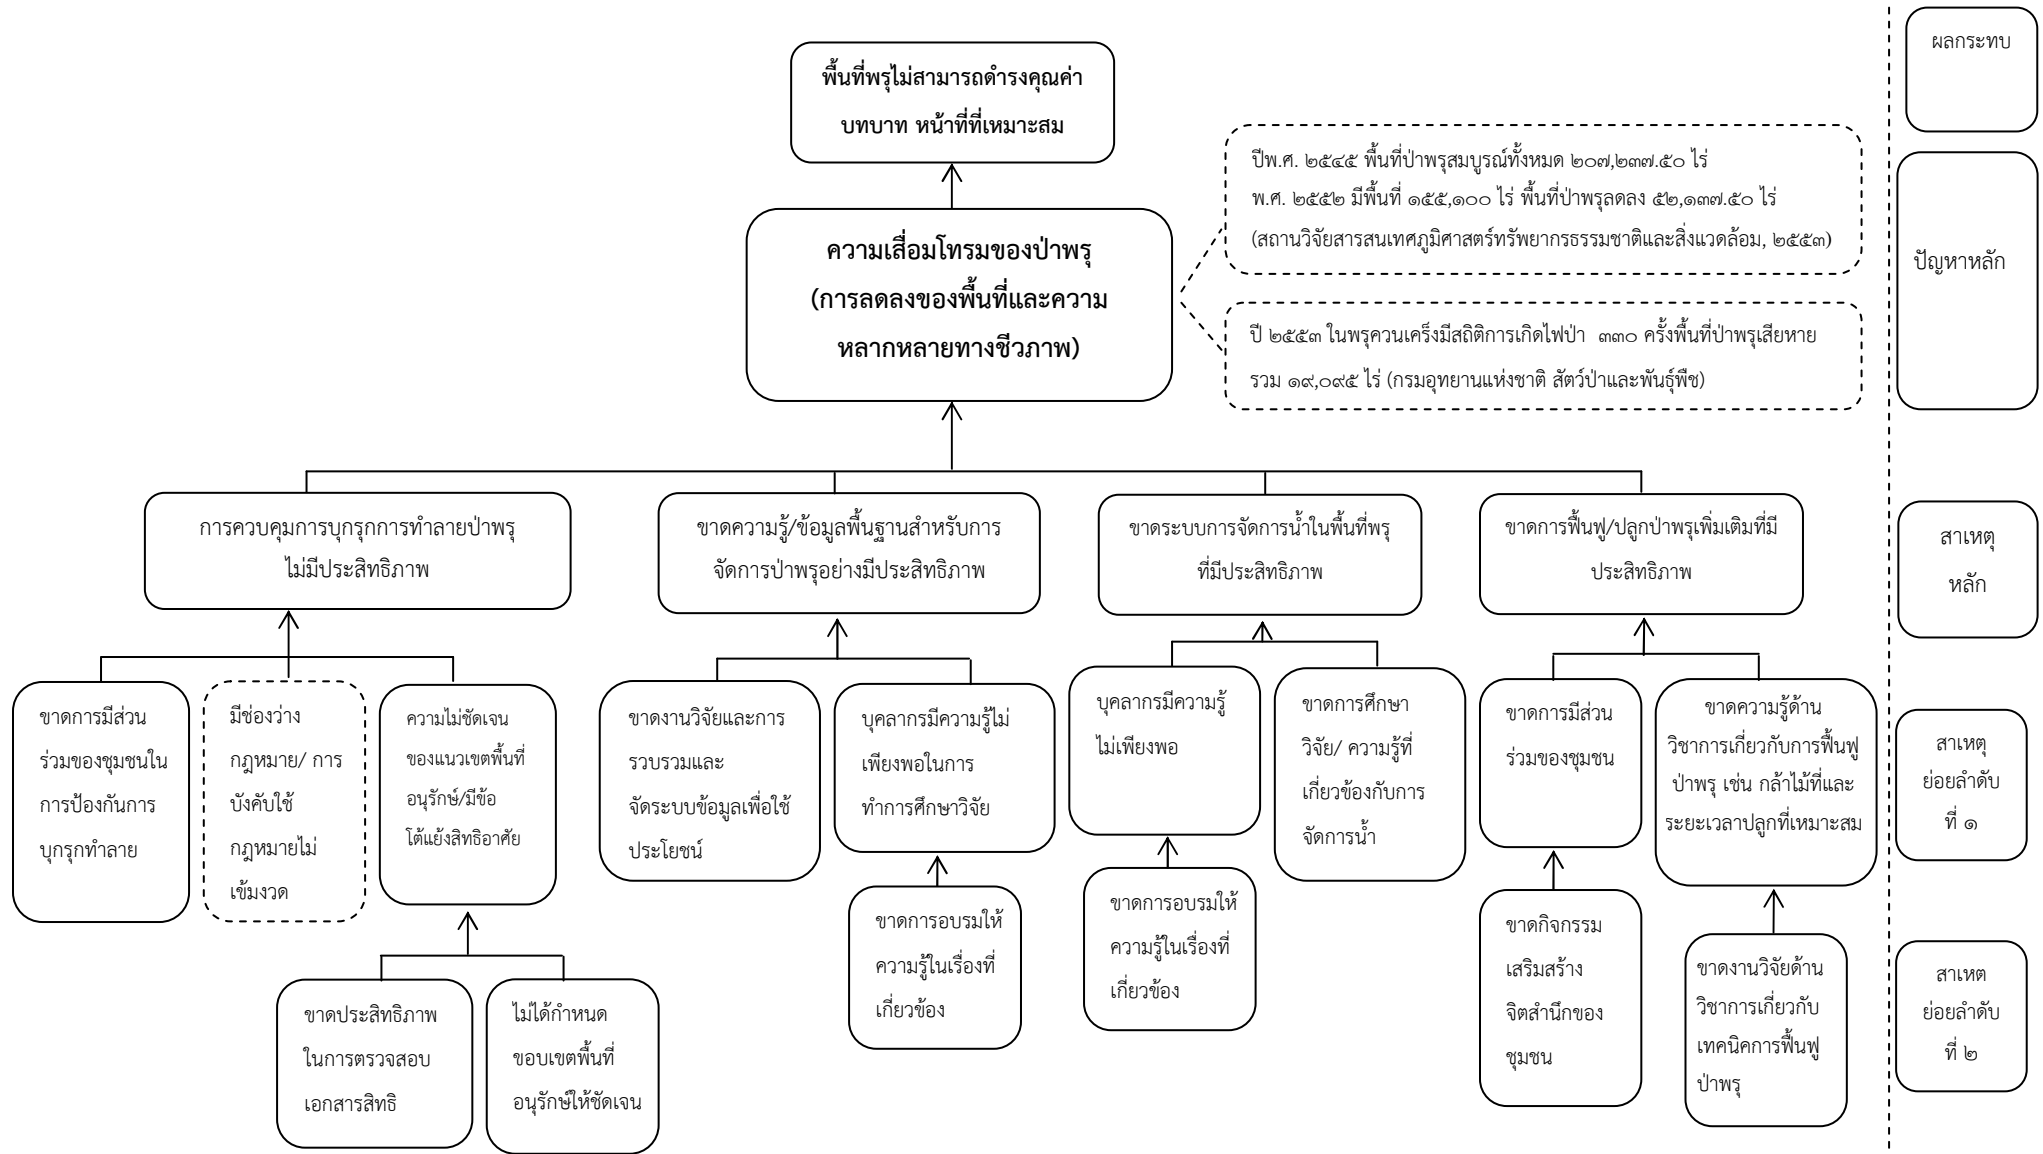 ผลกระทบ
พื้นที่พรุไม่สามารถดำรงคุณค่า
บทบาท หน้าที่ที่เหมาะสม
ปีพ.ศ. ๒๕๔๕ พื้นที่ป่าพรุสมบูรณ์ทั้งหมด ๒๐๗,๒๓๗.๕๐ ไร่
พ.ศ. ๒๕๕๒ มีพื้นที่ ๑๕๕,๑๐๐ ไร่ พื้นที่ป่าพรุลดลง ๕๒,๑๓๗.๕๐ ไร่
(สถานวิจัยสารสนเทศภูมิศาสตร์ทรัพยากรธรรมชาติและสิ่งแวดล้อม, ๒๕๕๓)
ปัญหาหลัก
ความเสื่อมโทรมของป่าพรุ
(การลดลงของพื้นที่และความ
หลากหลายทางชีวภาพ)
ปี ๒๕๕๓ ในพรุควนเคร็งมีสถิติการเกิดไฟป่า ๓๓๐ ครั้งพื้นที่ป่าพรุเสียหาย
รวม ๑๙,๐๙๕ ไร่ (กรมอุทยานแห่งชาติ สัตว์ป่าและพันธุ์พืช)
การควบคุมการบุกรุกการทำลายป่าพรุ
ไม่มีประสิทธิภาพ
ขาดความรู้/ข้อมูลพื้นฐานสำหรับการ
จัดการป่าพรุอย่างมีประสิทธิภาพ
ขาดระบบการจัดการน้ำในพื้นที่พรุ
ที่มีประสิทธิภาพ
ขาดการฟื้นฟู/ปลูกป่าพรุเพิ่มเติมที่มี
ประสิทธิภาพ
สาเหตุ
หลัก
ขาดการมีส่วน
ร่วมของชุมชนใน
การป้องกันการ
บุกรุกทำลาย
มีช่องว่าง
กฎหมาย/ การ
บังคับใช้
กฎหมายไม่
เข้มงวด
ความไม่ชัดเจน
ของแนวเขตพื้นที่
อนุรักษ์/มีข้อ
โต้แย้งสิทธิอาศัย
ขาดงานวิจัยและการ
รวบรวมและ
จัดระบบข้อมูลเพื่อใช้
ประโยชน์
บุคลากรมีความรู้ไม่
เพียงพอในการ
ทำการศึกษาวิจัย
บุคลากรมีความรู้
ไม่เพียงพอ
ขาดการศึกษา
วิจัย/ ความรู้ที่
เกี่ยวข้องกับการ
จัดการน้ำ
ขาดการมีส่วน
ร่วมของชุมชน
ขาดความรู้ด้าน
วิชาการเกี่ยวกับการฟื้นฟู
ป่าพรุ เช่น กล้าไม้ที่และ
ระยะเวลาปลูกที่เหมาะสม
สาเหตุ
ย่อยลำดับ
ที่ ๑
ขาดประสิทธิภาพ
ในการตรวจสอบ
เอกสารสิทธิ
ไม่ได้กำหนด
ขอบเขตพื้นที่
อนุรักษ์ให้ชัดเจน
ขาดการอบรมให้
ความรู้ในเรื่องที่
เกี่ยวข้อง
ขาดการอบรมให้
ความรู้ในเรื่องที่
เกี่ยวข้อง
ขาดกิจกรรม
เสริมสร้าง
จิตสำนึกของ
ชุมชน
ขาดงานวิจัยด้าน
วิชาการเกี่ยวกับ
เทคนิคการฟื้นฟู
ป่าพรุ
สาเหต
ย่อยลำดับ
ที่ ๒